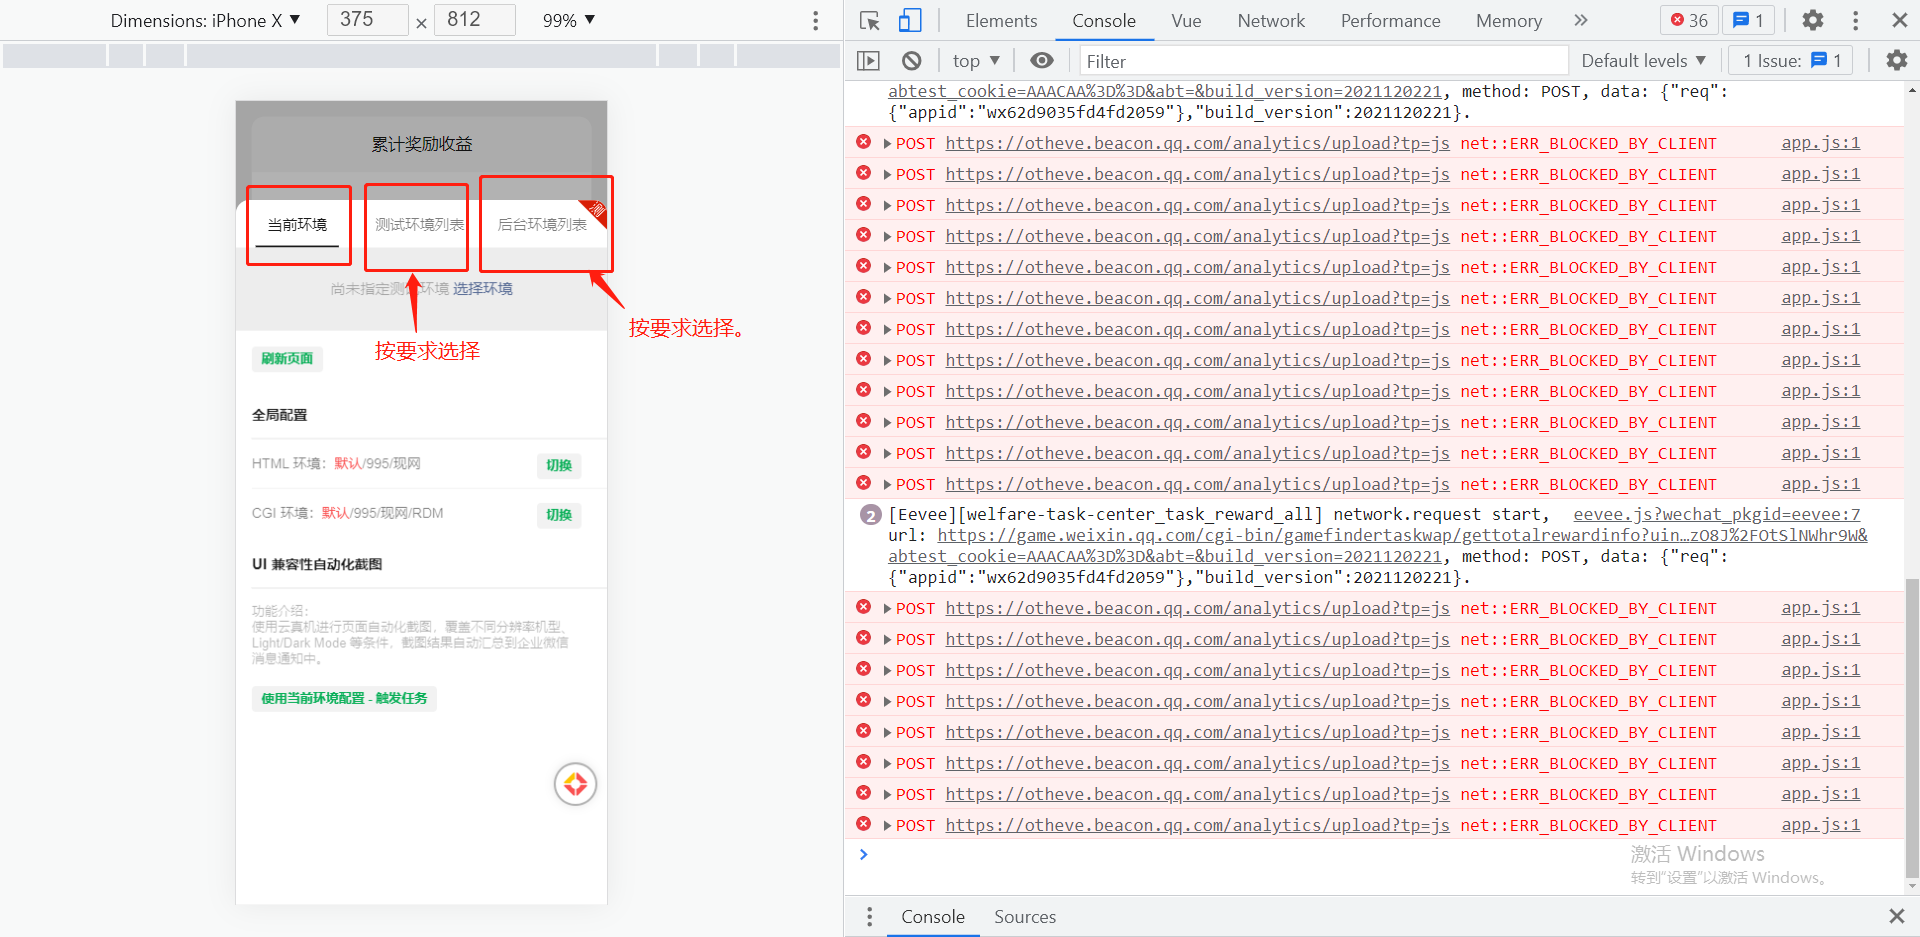 Dimensions: iPhone X ▼ 375 × 812 99% ▼
累计奖励收益
当前环境 测试环境列表 后台环境列表
测
尚未指定测试环境 选择环境
按要求选择。
按要求选择
刷新页面
全局配置
HTML 环境: 默认/995/现网 切换
CGI 环境: 默认/995/现网/RDM 切换
UI 兼容性自动化截图
功能介绍:
使用云真机进行页面自动化截图，覆盖不同分辨率机型、
Light/Dark Mode 等条件，截图结果自动汇总到企业微信
消息通知中。
使用当前环境配置 - 触发任务
Elements Console Vue Network Performance Memory » 36 1
top ▼ Filter Default levels ▼ 1 Issue: 1
abtest_cookie=AAACAA%3D%3D&abt=&build_version=2021120221, method: POST, data: {"req":
{"appid":"wx62d9035fd4fd2059"},"build_version":2021120221}.
POST https://otheve.beacon.qq.com/analytics/upload?tp=js net::ERR_BLOCKED_BY_CLIENT app.js:1
POST https://otheve.beacon.qq.com/analytics/upload?tp=js net::ERR_BLOCKED_BY_CLIENT app.js:1
POST https://otheve.beacon.qq.com/analytics/upload?tp=js net::ERR_BLOCKED_BY_CLIENT app.js:1
POST https://otheve.beacon.qq.com/analytics/upload?tp=js net::ERR_BLOCKED_BY_CLIENT app.js:1
POST https://otheve.beacon.qq.com/analytics/upload?tp=js net::ERR_BLOCKED_BY_CLIENT app.js:1
POST https://otheve.beacon.qq.com/analytics/upload?tp=js net::ERR_BLOCKED_BY_CLIENT app.js:1
POST https://otheve.beacon.qq.com/analytics/upload?tp=js net::ERR_BLOCKED_BY_CLIENT app.js:1
POST https://otheve.beacon.qq.com/analytics/upload?tp=js net::ERR_BLOCKED_BY_CLIENT app.js:1
POST https://otheve.beacon.qq.com/analytics/upload?tp=js net::ERR_BLOCKED_BY_CLIENT app.js:1
POST https://otheve.beacon.qq.com/analytics/upload?tp=js net::ERR_BLOCKED_BY_CLIENT app.js:1
POST https://otheve.beacon.qq.com/analytics/upload?tp=js net::ERR_BLOCKED_BY_CLIENT app.js:1
POST https://otheve.beacon.qq.com/analytics/upload?tp=js net::ERR_BLOCKED_BY_CLIENT app.js:1
2 [Eevee][welfare-task-center_task_reward_all] network.request start, eevee.js?wechat_pkgid=eevee:7
url: https://game.weixin.qq.com/cgi-bin/gamefindertaskwap/gettotalrewardinfo?uin…zO8J%2FOtSlNWhr9W&
abtest_cookie=AAACAA%3D%3D&abt=&build_version=2021120221, method: POST, data: {"req":
{"appid":"wx62d9035fd4fd2059"},"build_version":2021120221}.
POST https://otheve.beacon.qq.com/analytics/upload?tp=js net::ERR_BLOCKED_BY_CLIENT app.js:1
POST https://otheve.beacon.qq.com/analytics/upload?tp=js net::ERR_BLOCKED_BY_CLIENT app.js:1
POST https://otheve.beacon.qq.com/analytics/upload?tp=js net::ERR_BLOCKED_BY_CLIENT app.js:1
POST https://otheve.beacon.qq.com/analytics/upload?tp=js net::ERR_BLOCKED_BY_CLIENT app.js:1
POST https://otheve.beacon.qq.com/analytics/upload?tp=js net::ERR_BLOCKED_BY_CLIENT app.js:1
POST https://otheve.beacon.qq.com/analytics/upload?tp=js net::ERR_BLOCKED_BY_CLIENT app.js:1
POST https://otheve.beacon.qq.com/analytics/upload?tp=js net::ERR_BLOCKED_BY_CLIENT app.js:1
POST https://otheve.beacon.qq.com/analytics/upload?tp=js net::ERR_BLOCKED_BY_CLIENT app.js:1
激活 Windows
转到"设置"以激活 Windows。
Console Sources